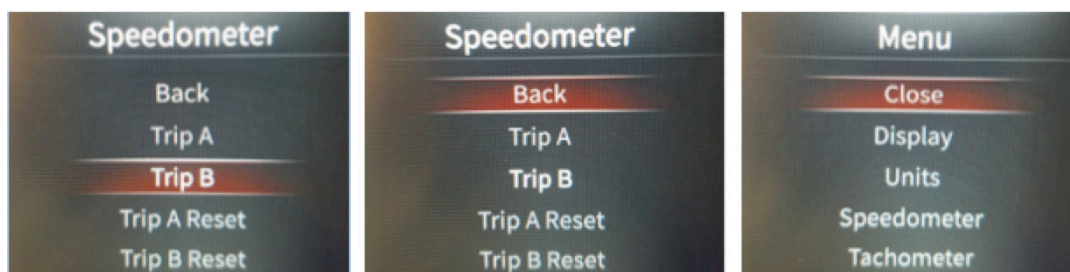 Speedometer
Back
Trip A
Trip B
Trip A Reset
Trip B Reset
Speedometer
Back
Trip A
Trip B
Trip A Reset
Trip B Reset
Menu
Close
Display
Units
Speedometer
Tachometer